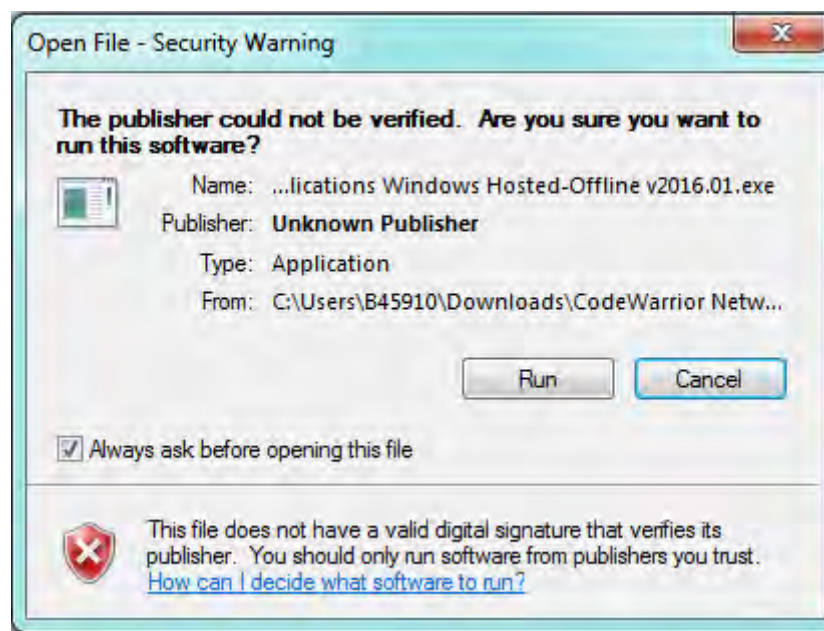 Open File - Security Warning
The publisher could not be verified. Are you sure you want to
run this software?
Name: ...lications Windows Hosted-Offline v2016.01.exe
Publisher: Unknown Publisher
Type: Application
From: C:\Users\B45910\Downloads\CodeWarrior Netw...
Run Cancel
Always ask before opening this file
This file does not have a valid digital signature that verifies its
publisher. You should only run software from publishers you trust.
How can I decide what software to run?